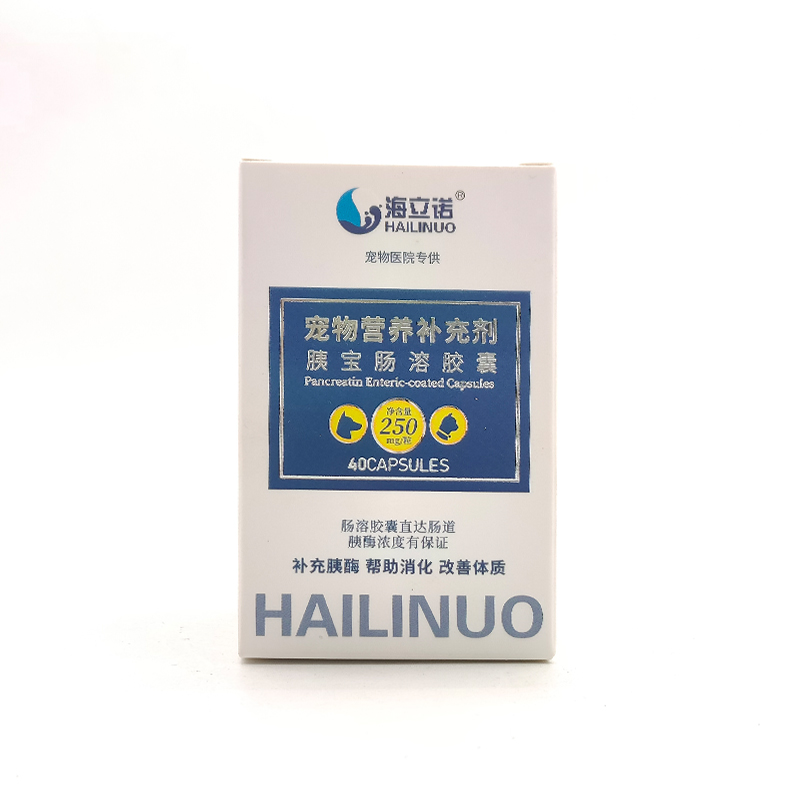 海立诺®
HAILINUO
宠物医院专供
宠物营养补充剂
胰宝肠溶胶囊
Pancreatin Enteric-coated Capsules
净含量
250
mg/粒
40CAPSULES
肠溶胶囊直达肠道
胰酶浓度有保证
补充胰酶 帮助消化 改善体质
HAILINUO